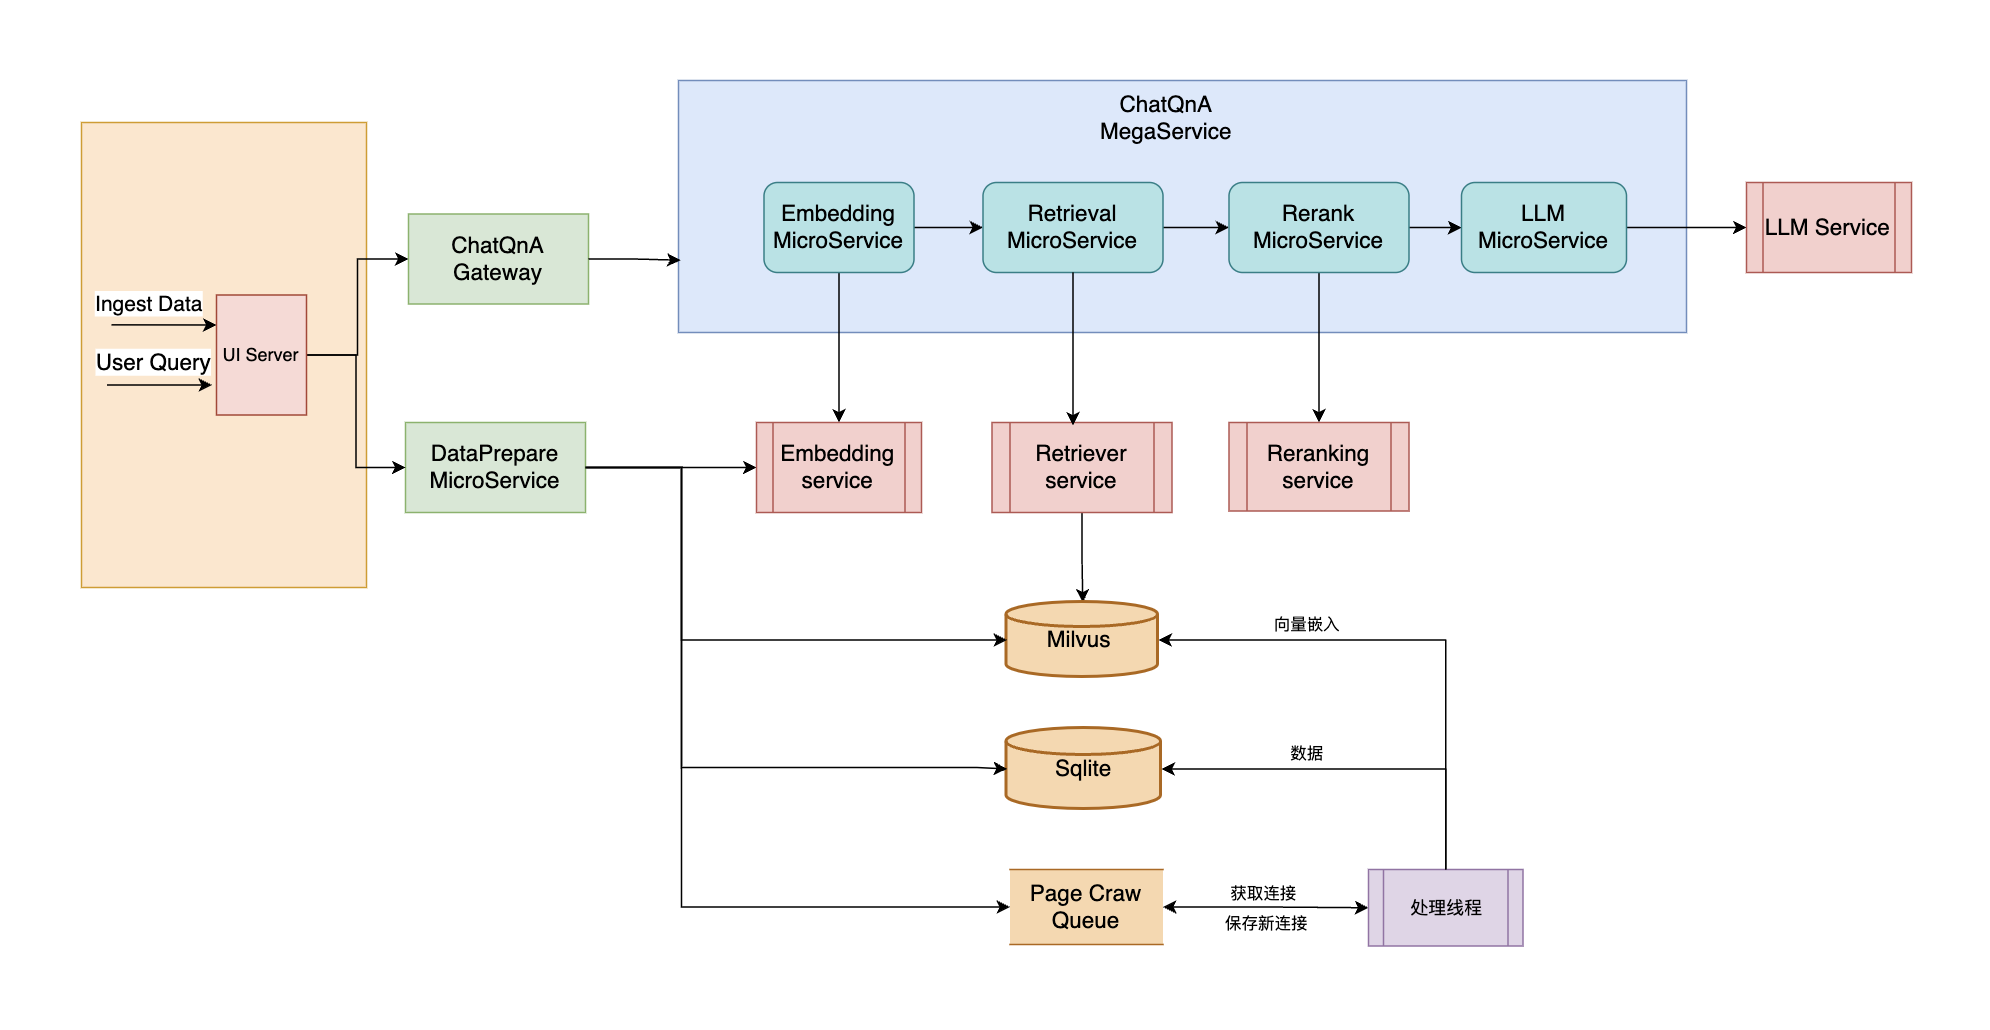 ChatQnA
MegaService
Embedding
MicroService
Retrieval
MicroService
Rerank
MicroService
LLM
MicroService
LLM Service
ChatQnA
Gateway
Ingest Data
User Query
UI Server
DataPrepare
MicroService
Embedding
service
Retriever
service
Reranking
service
Milvus
向量嵌入
Sqlite
数据
Page Craw
Queue
获取连接
保存新连接
处理线程